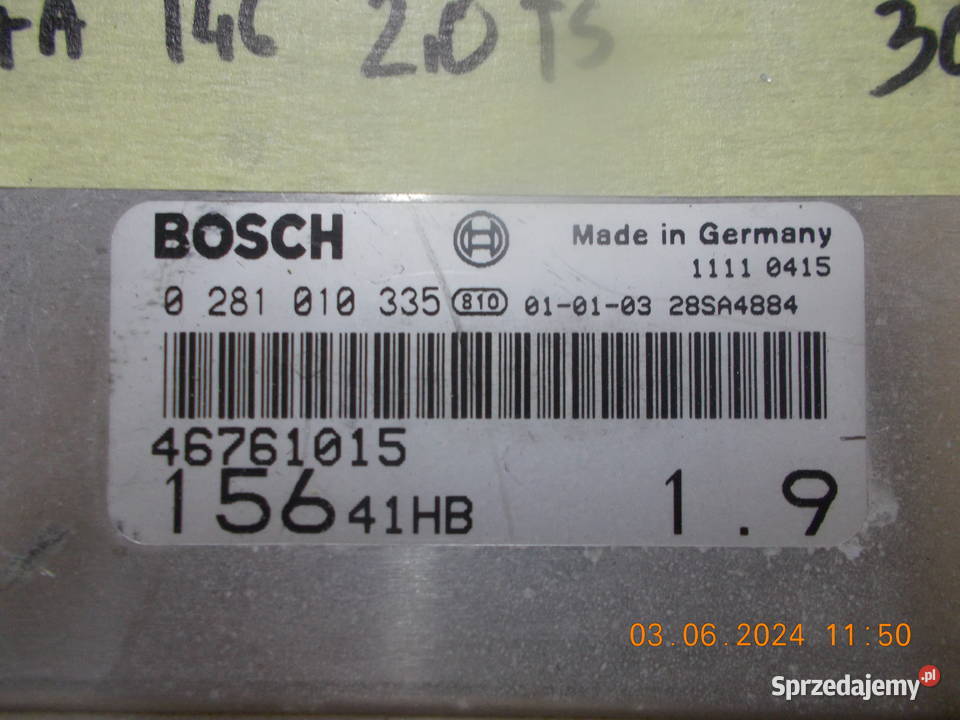 146 2.0 TS 30
BOSCH Made in Germany
1111 0415
0 281 010 335 810 01-01-03 28SA4884
46761015
156 41HB 1.9
03.06.2024 11:50
Sprzedajemy.pl